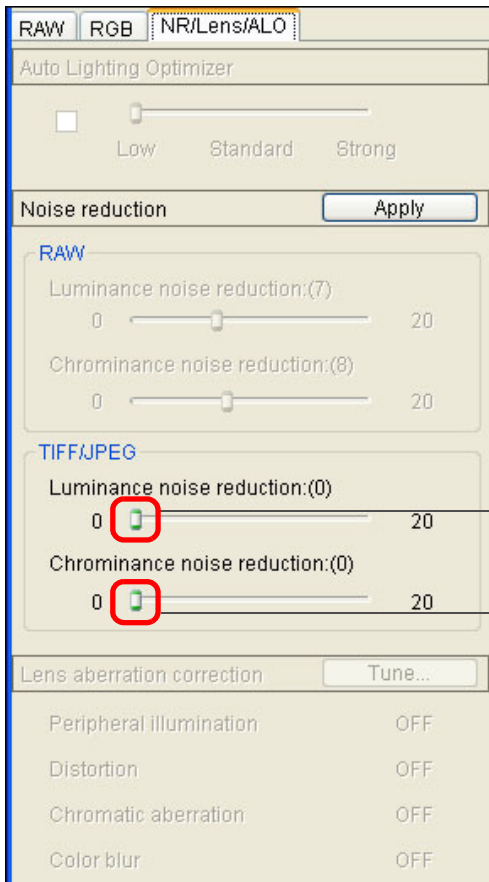 RAW RGB NR/Lens/ALO
Auto Lighting Optimizer
Low Standard Strong
Noise reduction Apply
RAW
Luminance noise reduction:(7)
0 20
Chrominance noise reduction:(8)
0 20
TIFF/JPEG
Luminance noise reduction:(0)
0 20
Chrominance noise reduction:(0)
0 20
Lens aberration correction Tune...
Peripheral illumination OFF
Distortion OFF
Chromatic aberration OFF
Color blur OFF